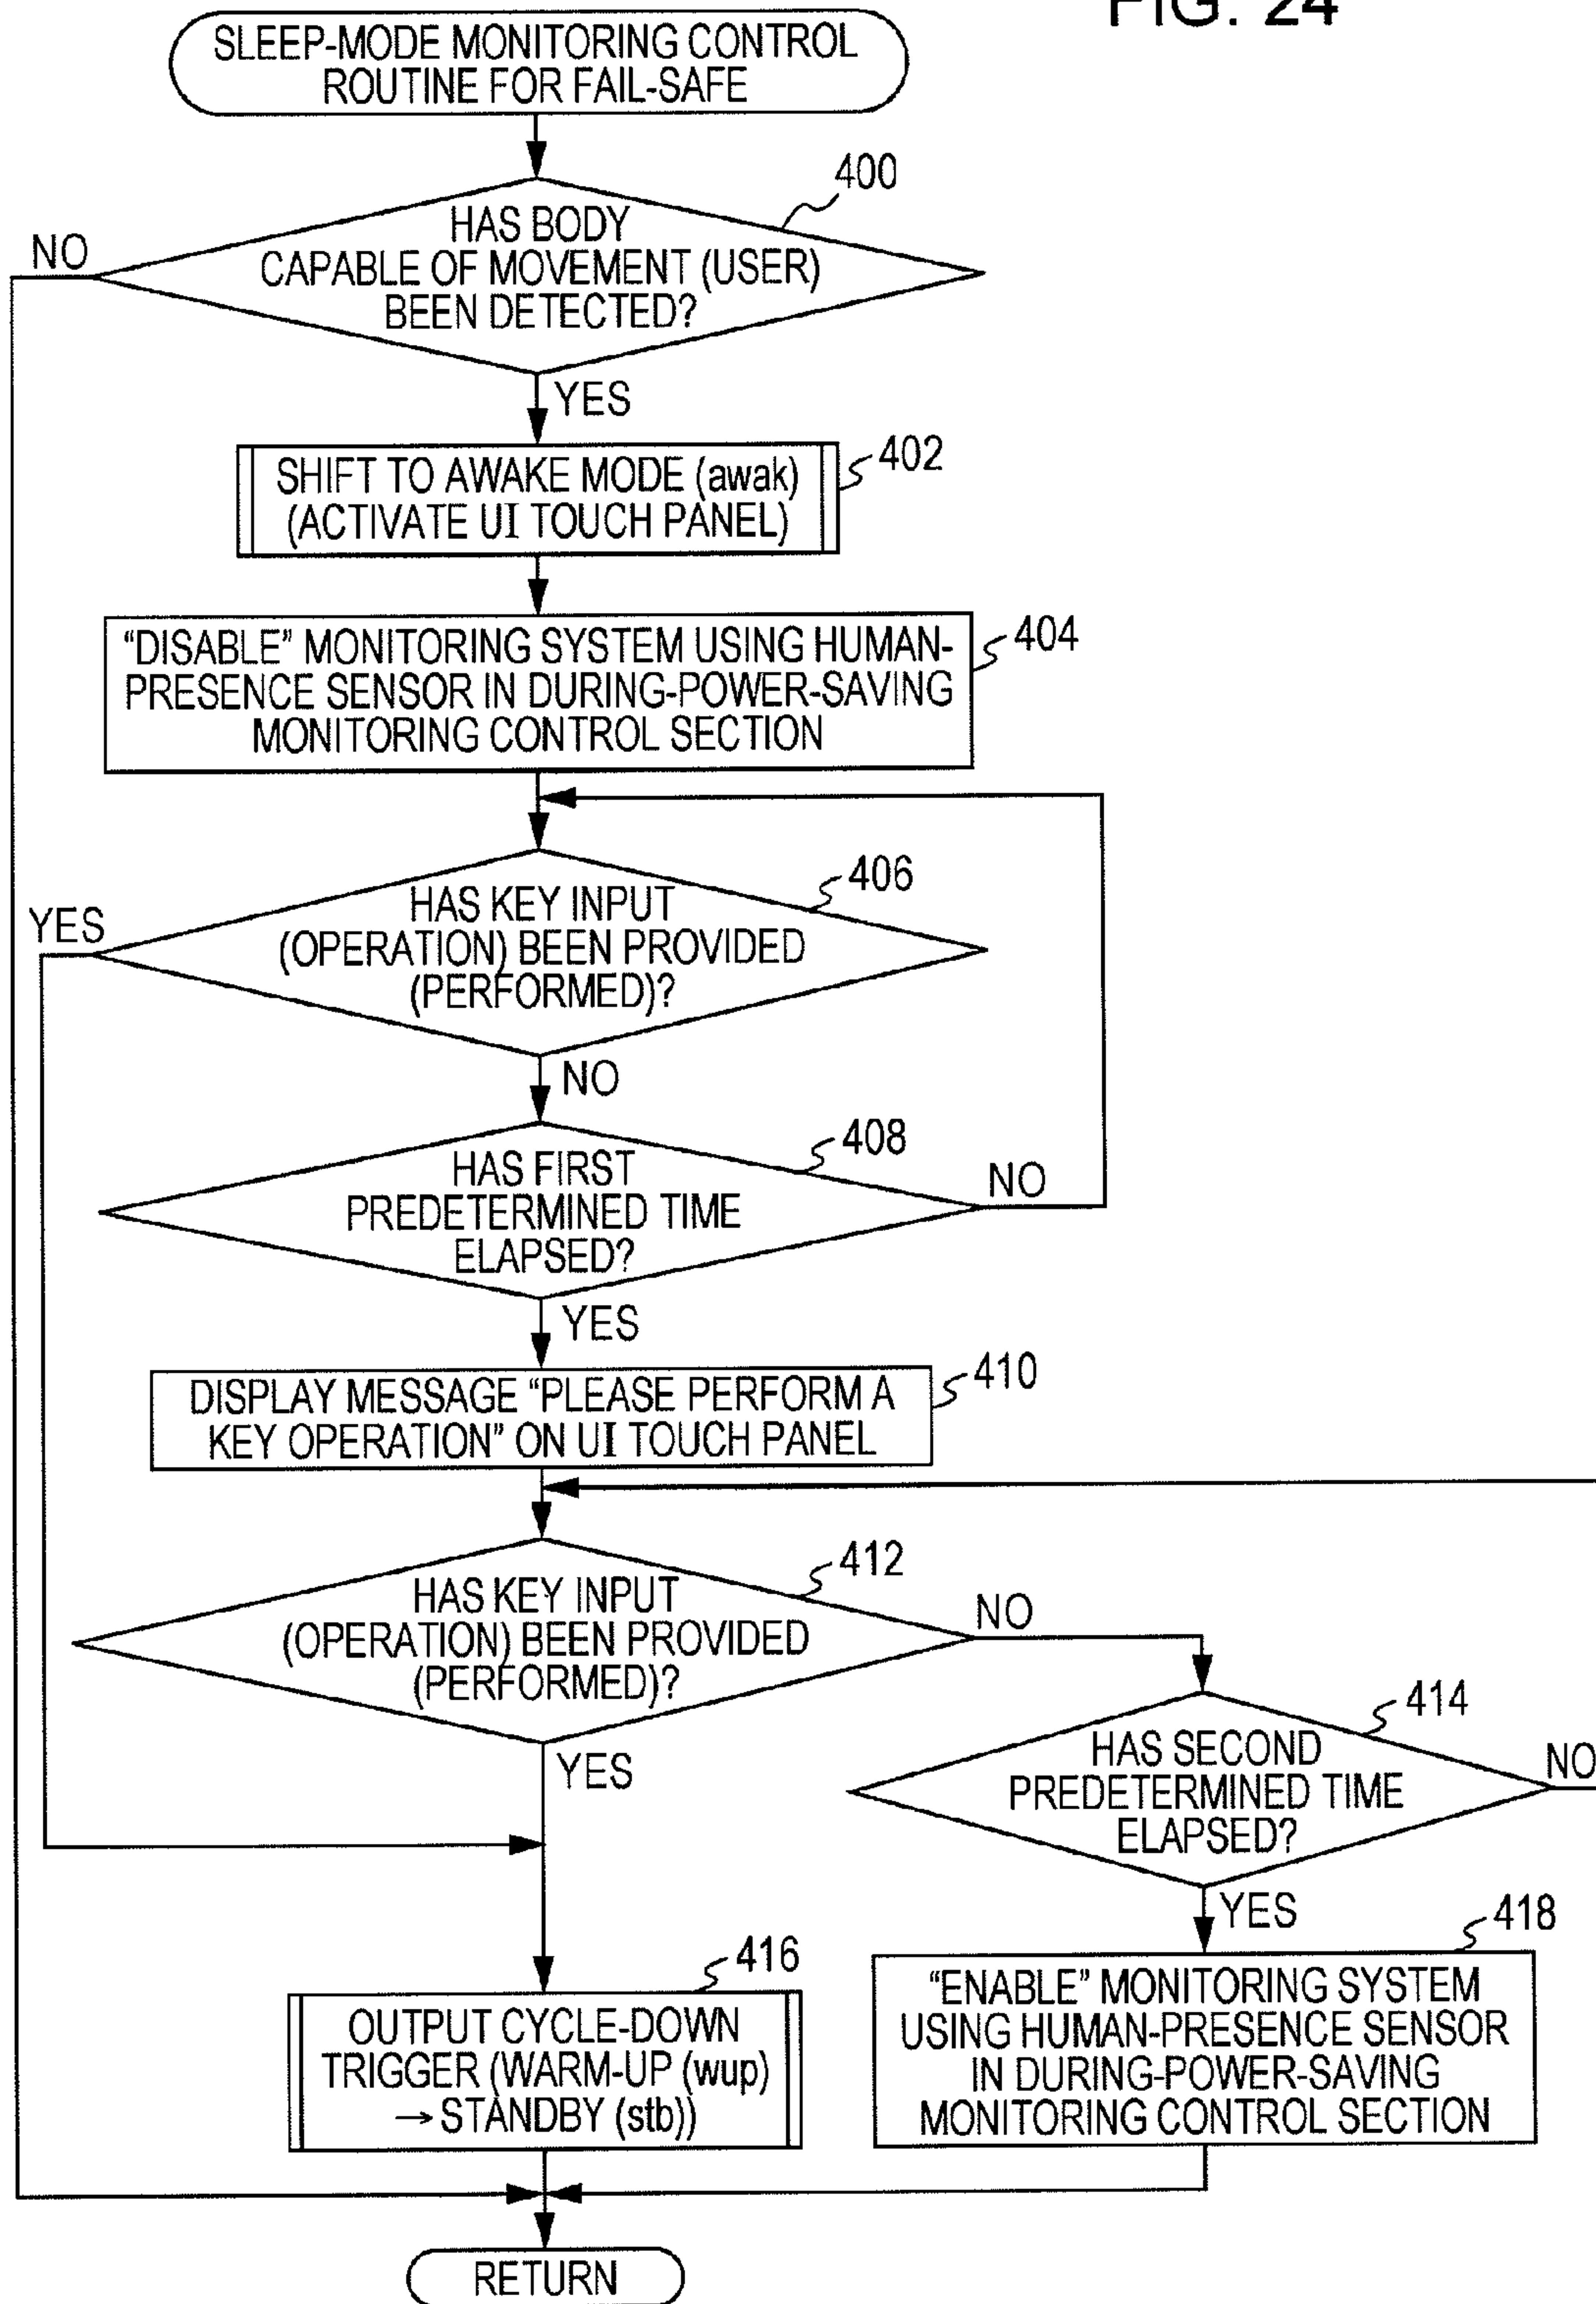 FIG. 24
SLEEP-MODE MONITORING CONTROL
ROUTINE FOR FAIL-SAFE
400
HAS BODY
CAPABLE OF MOVEMENT (USER)
BEEN DETECTED?
NO
YES
SHIFT TO AWAKE MODE (awak)
(ACTIVATE UI TOUCH PANEL)
402
“DISABLE” MONITORING SYSTEM USING HUMAN-
PRESENCE SENSOR IN DURING-POWER-SAVING
MONITORING CONTROL SECTION
404
406
HAS KEY INPUT
(OPERATION) BEEN PROVIDED
(PERFORMED)?
YES
NO
408
HAS FIRST
PREDETERMINED TIME
ELAPSED?
NO
YES
DISPLAY MESSAGE “PLEASE PERFORM A
KEY OPERATION” ON UI TOUCH PANEL
410
412
HAS KEY INPUT
(OPERATION) BEEN PROVIDED
(PERFORMED)?
NO
YES
414
HAS SECOND
PREDETERMINED TIME
ELAPSED?
NO
YES
416
OUTPUT CYCLE-DOWN
TRIGGER (WARM-UP (wup)
→ STANDBY (stb))
418
“ENABLE” MONITORING SYSTEM
USING HUMAN-PRESENCE SENSOR
IN DURING-POWER-SAVING
MONITORING CONTROL SECTION
RETURN